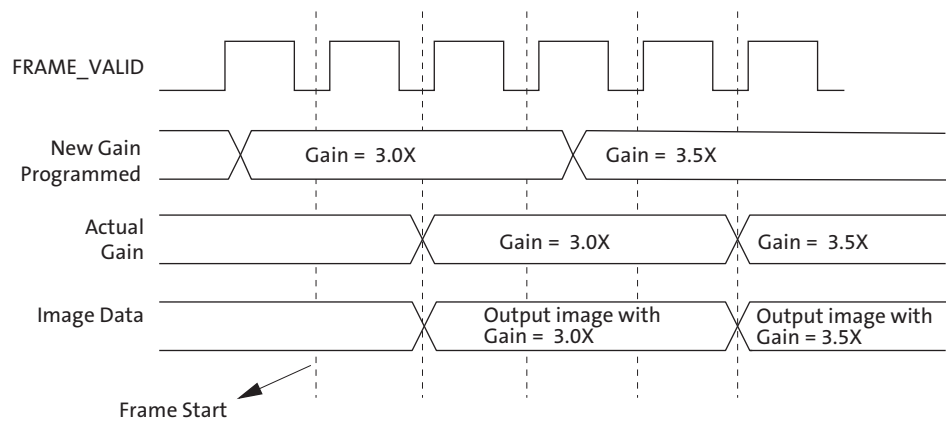 FRAME_VALID
New Gain
Programmed
Gain = 3.0X
Gain = 3.5X
Actual
Gain
Gain = 3.0X
Gain = 3.5X
Image Data
Output image with
Gain = 3.0X
Output image with
Gain = 3.5X
Frame Start